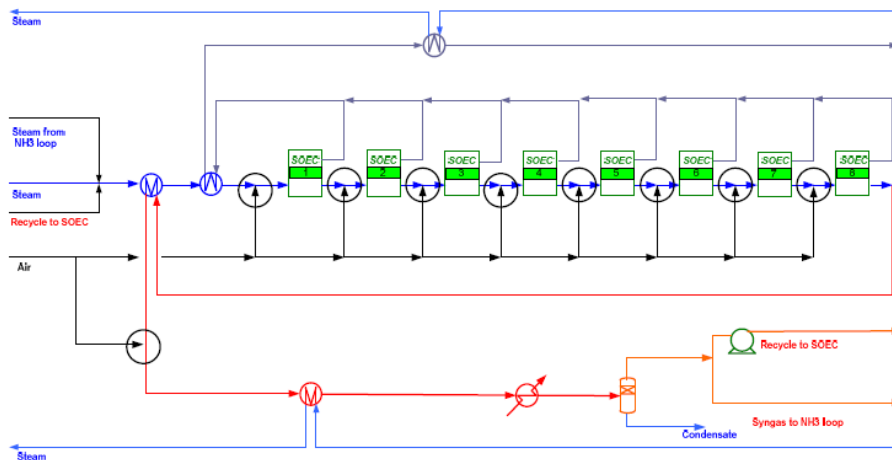 Steam
Steam from
NH3 loop
SOEC
1
SOEC
2
SOEC
3
SOEC
4
SOEC
5
SOEC
6
SOEC
7
SOEC
8
Steam
Recycle to SOEC
Air
Recycle to SOEC
Syngas to NH3 loop
Condensate
Steam